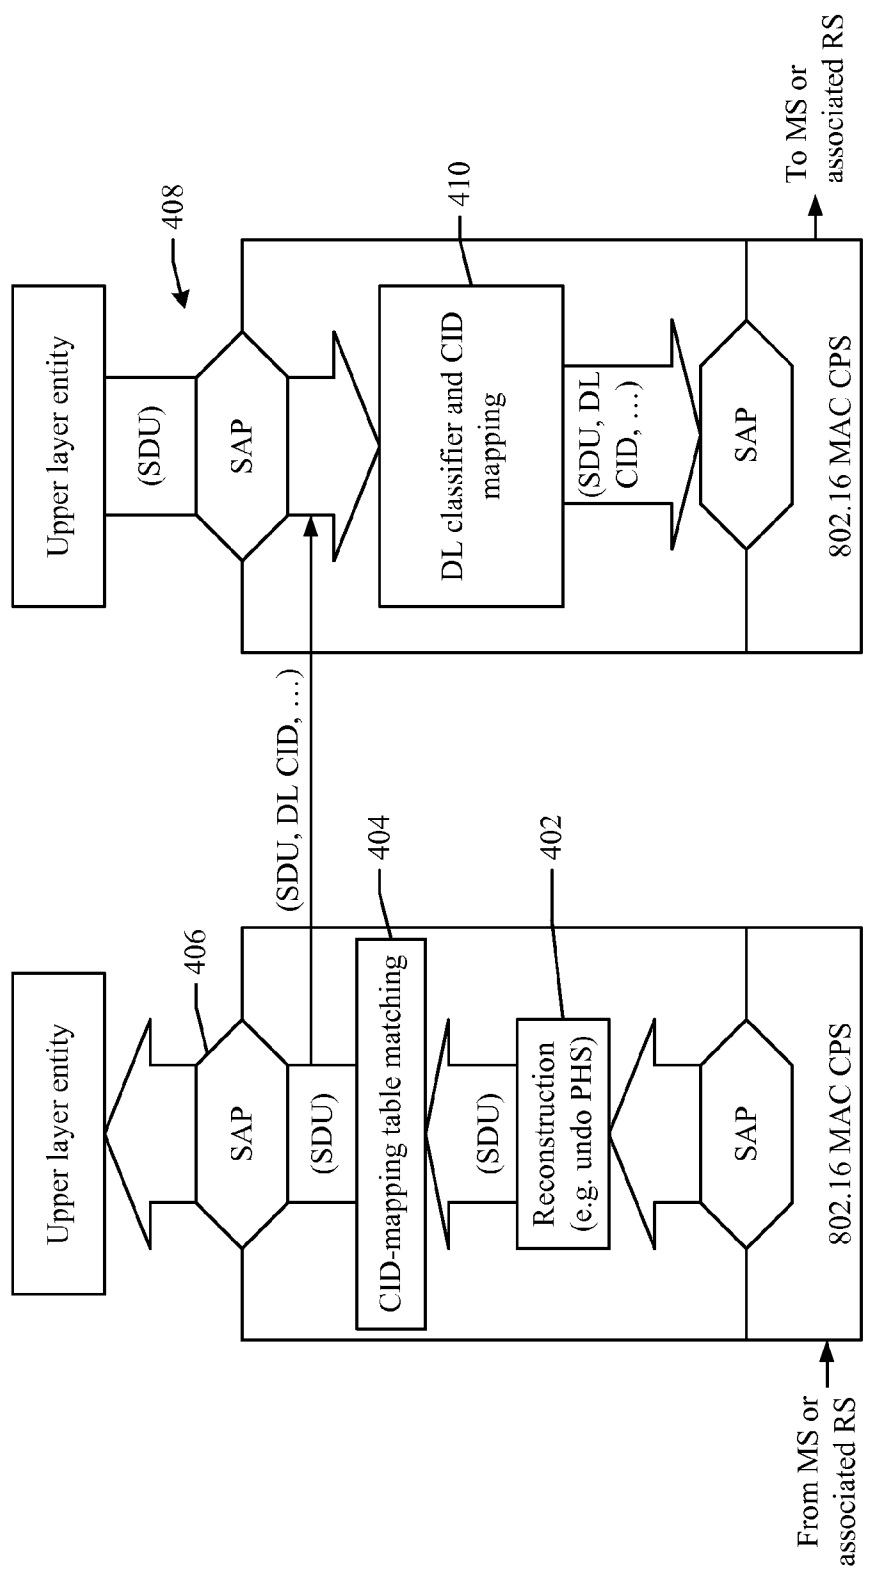 Upper layer entity
406
SAP
(SDU)
404
CID-mapping table matching
(SDU)
402
Reconstruction
(e.g. undo PHS)
SAP
802.16 MAC CPS
From MS or
associated RS
(SDU, DL CID, …)
Upper layer entity
408
(SDU)
SAP
410
DL classifier and CID
mapping
(SDU, DL
CID, …)
SAP
802.16 MAC CPS
To MS or
associated RS